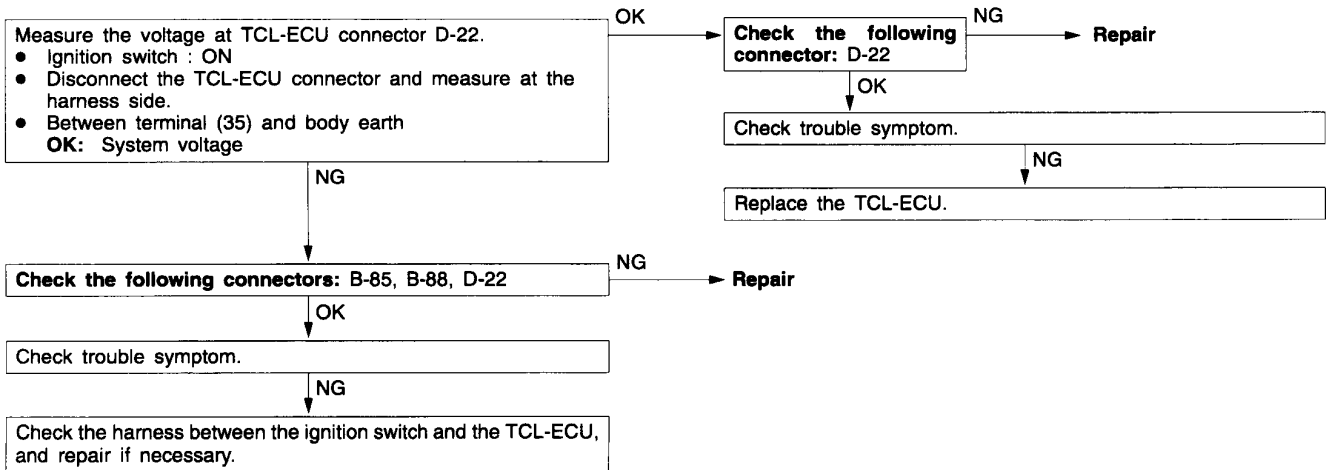 Measure the voltage at TCL-ECU connector D-22.
● Ignition switch : ON
● Disconnect the TCL-ECU connector and measure at the
harness side.
● Between terminal (35) and body earth
OK: System voltage
OK
Check the following
connector: D-22
NG
Repair
OK
Check trouble symptom.
NG
Replace the TCL-ECU.
NG
Check the following connectors: B-85, B-88, D-22
NG
Repair
OK
Check trouble symptom.
NG
Check the harness between the ignition switch and the TCL-ECU,
and repair if necessary.